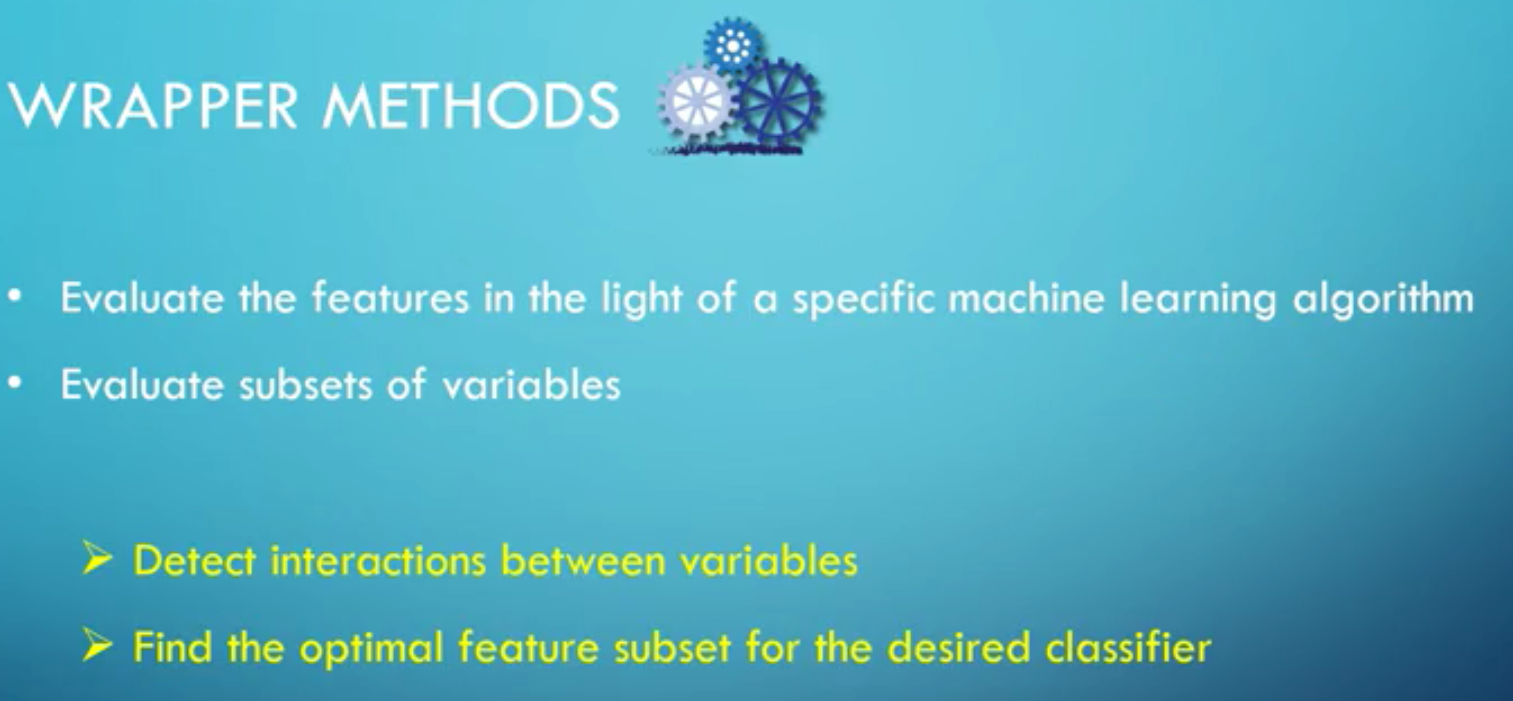 WRAPPER METHODS
• Evaluate the features in the light of a specific machine learning algorithm
• Evaluate subsets of variables
➢ Detect interactions between variables
➢ Find the optimal feature subset for the desired classifier